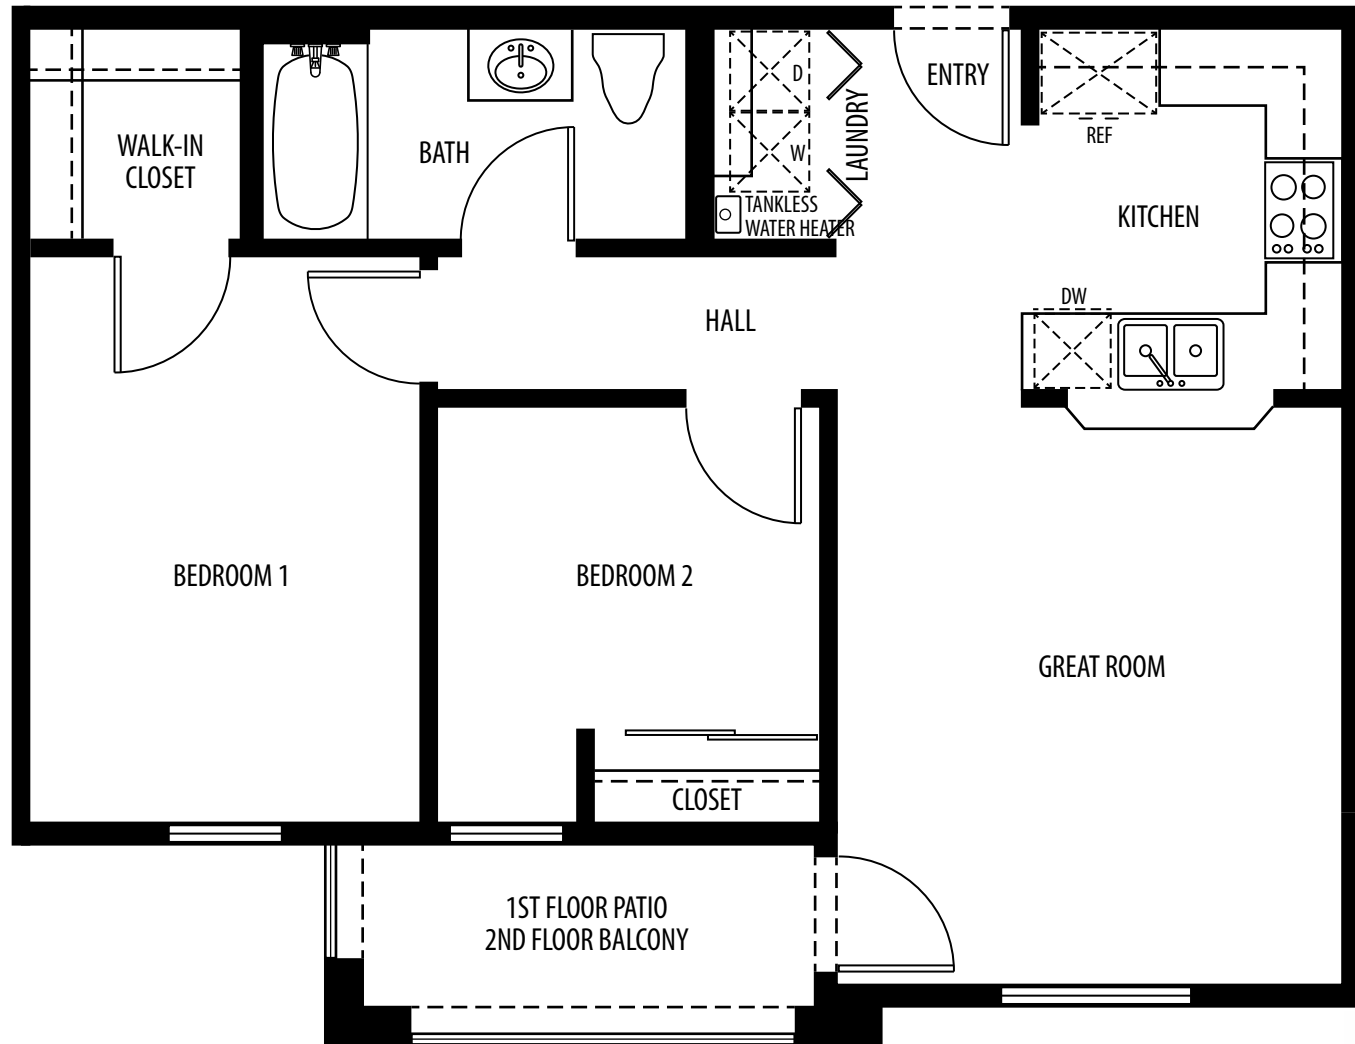 D
ENTRY
REF
WALK-IN
CLOSET
BATH
W
LAUNDRY
TANKLESS
WATER HEATER
KITCHEN
DW
HALL
BEDROOM 1
BEDROOM 2
GREAT ROOM
CLOSET
1ST FLOOR PATIO
2ND FLOOR BALCONY